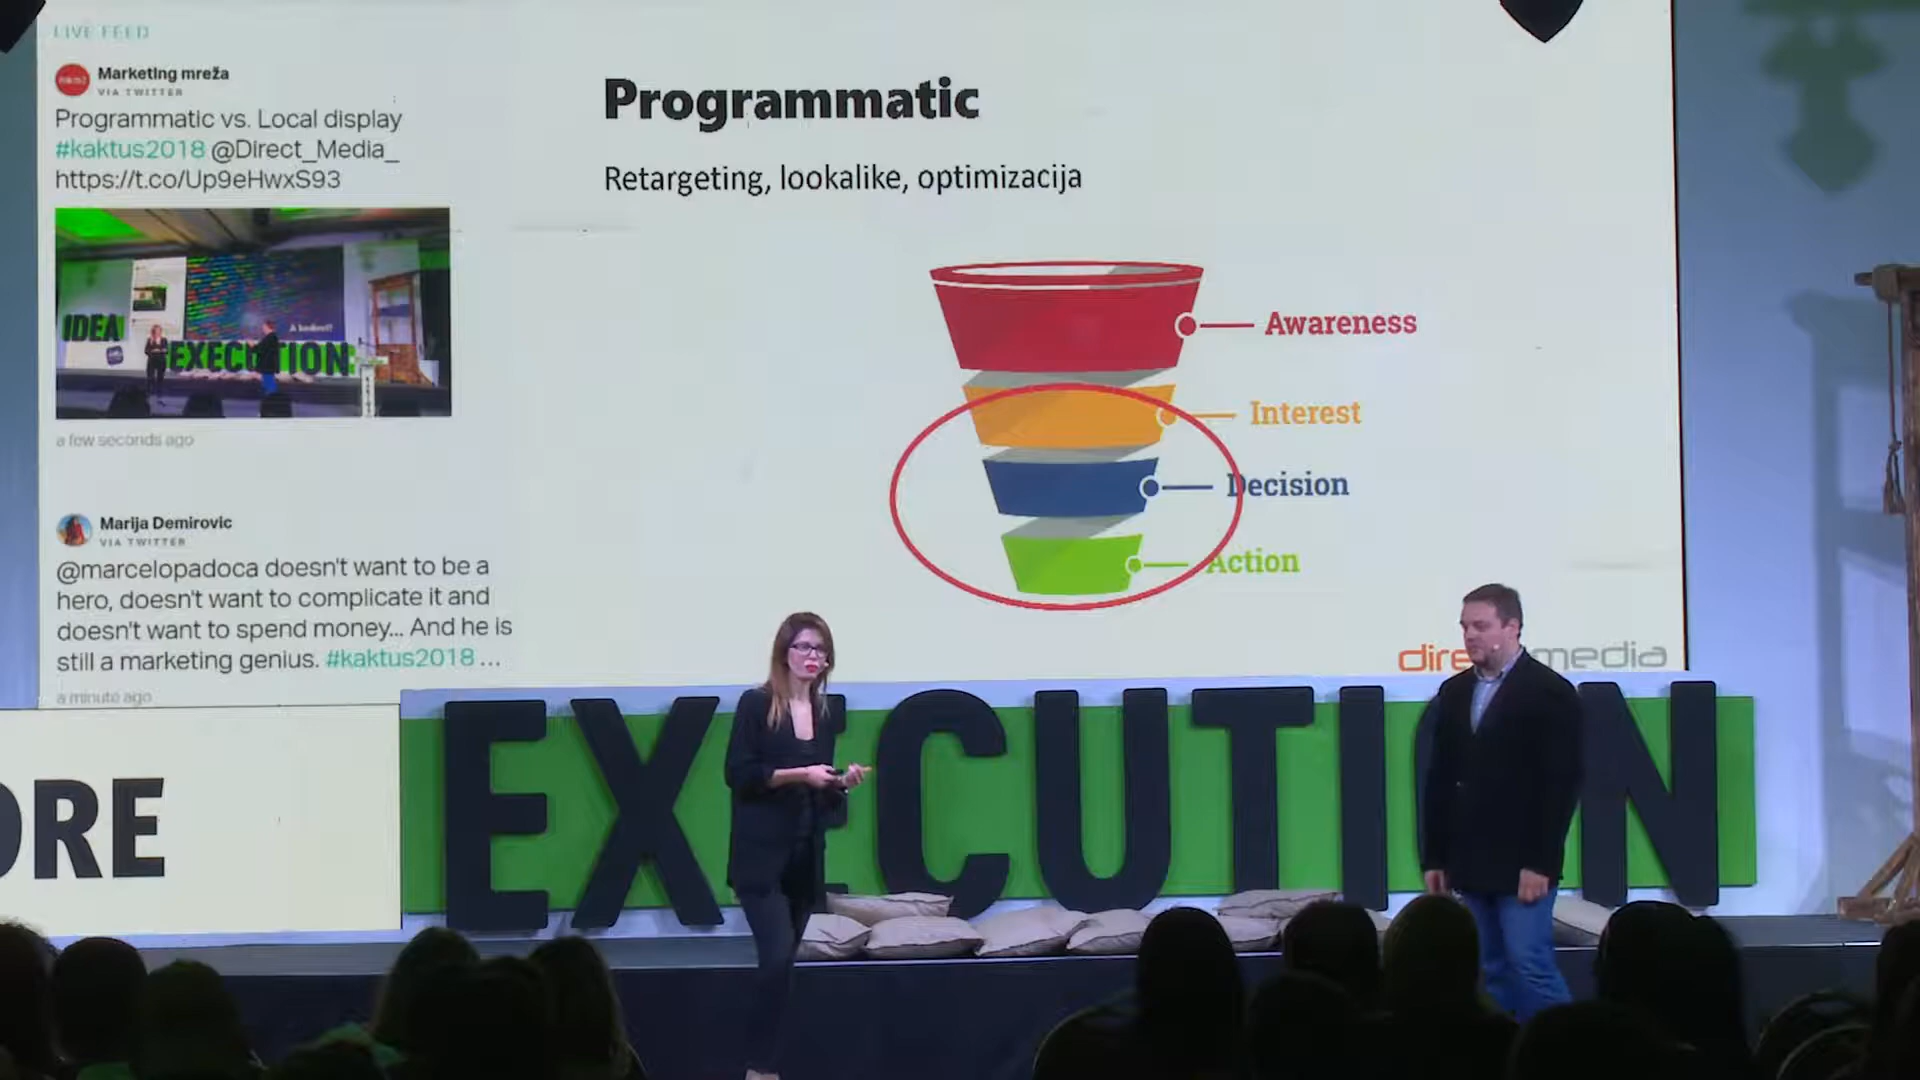 LIVE FEED
Marketing mreža
VIA TWITTER
Programmatic vs. Local display
#kaktus2018 @Direct_Media_
https://t.co/Up9eHwxS93
IDEA
EXECUTION
a few seconds ago
Marija Demirovic
VIA TWITTER
@marcelopadoca doesn't want to be a
hero, doesn't want to complicate it and
doesn't want to spend money... And he is
still a marketing genius. #kaktus2018 ...
a minute ago
Programmatic
Retargeting, lookalike, optimizacija
Awareness
Interest
Decision
Action
dire media
ORE
EXECUTION